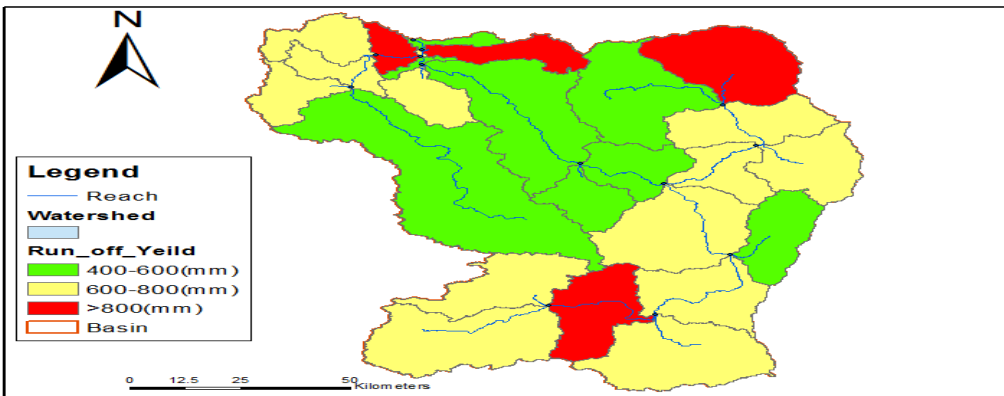 N
Legend
Reach
Watershed
Run_off_Yeild
400-600(mm)
600-800(mm)
>800(mm)
Basin
0 12.5 25 50
Kilometers